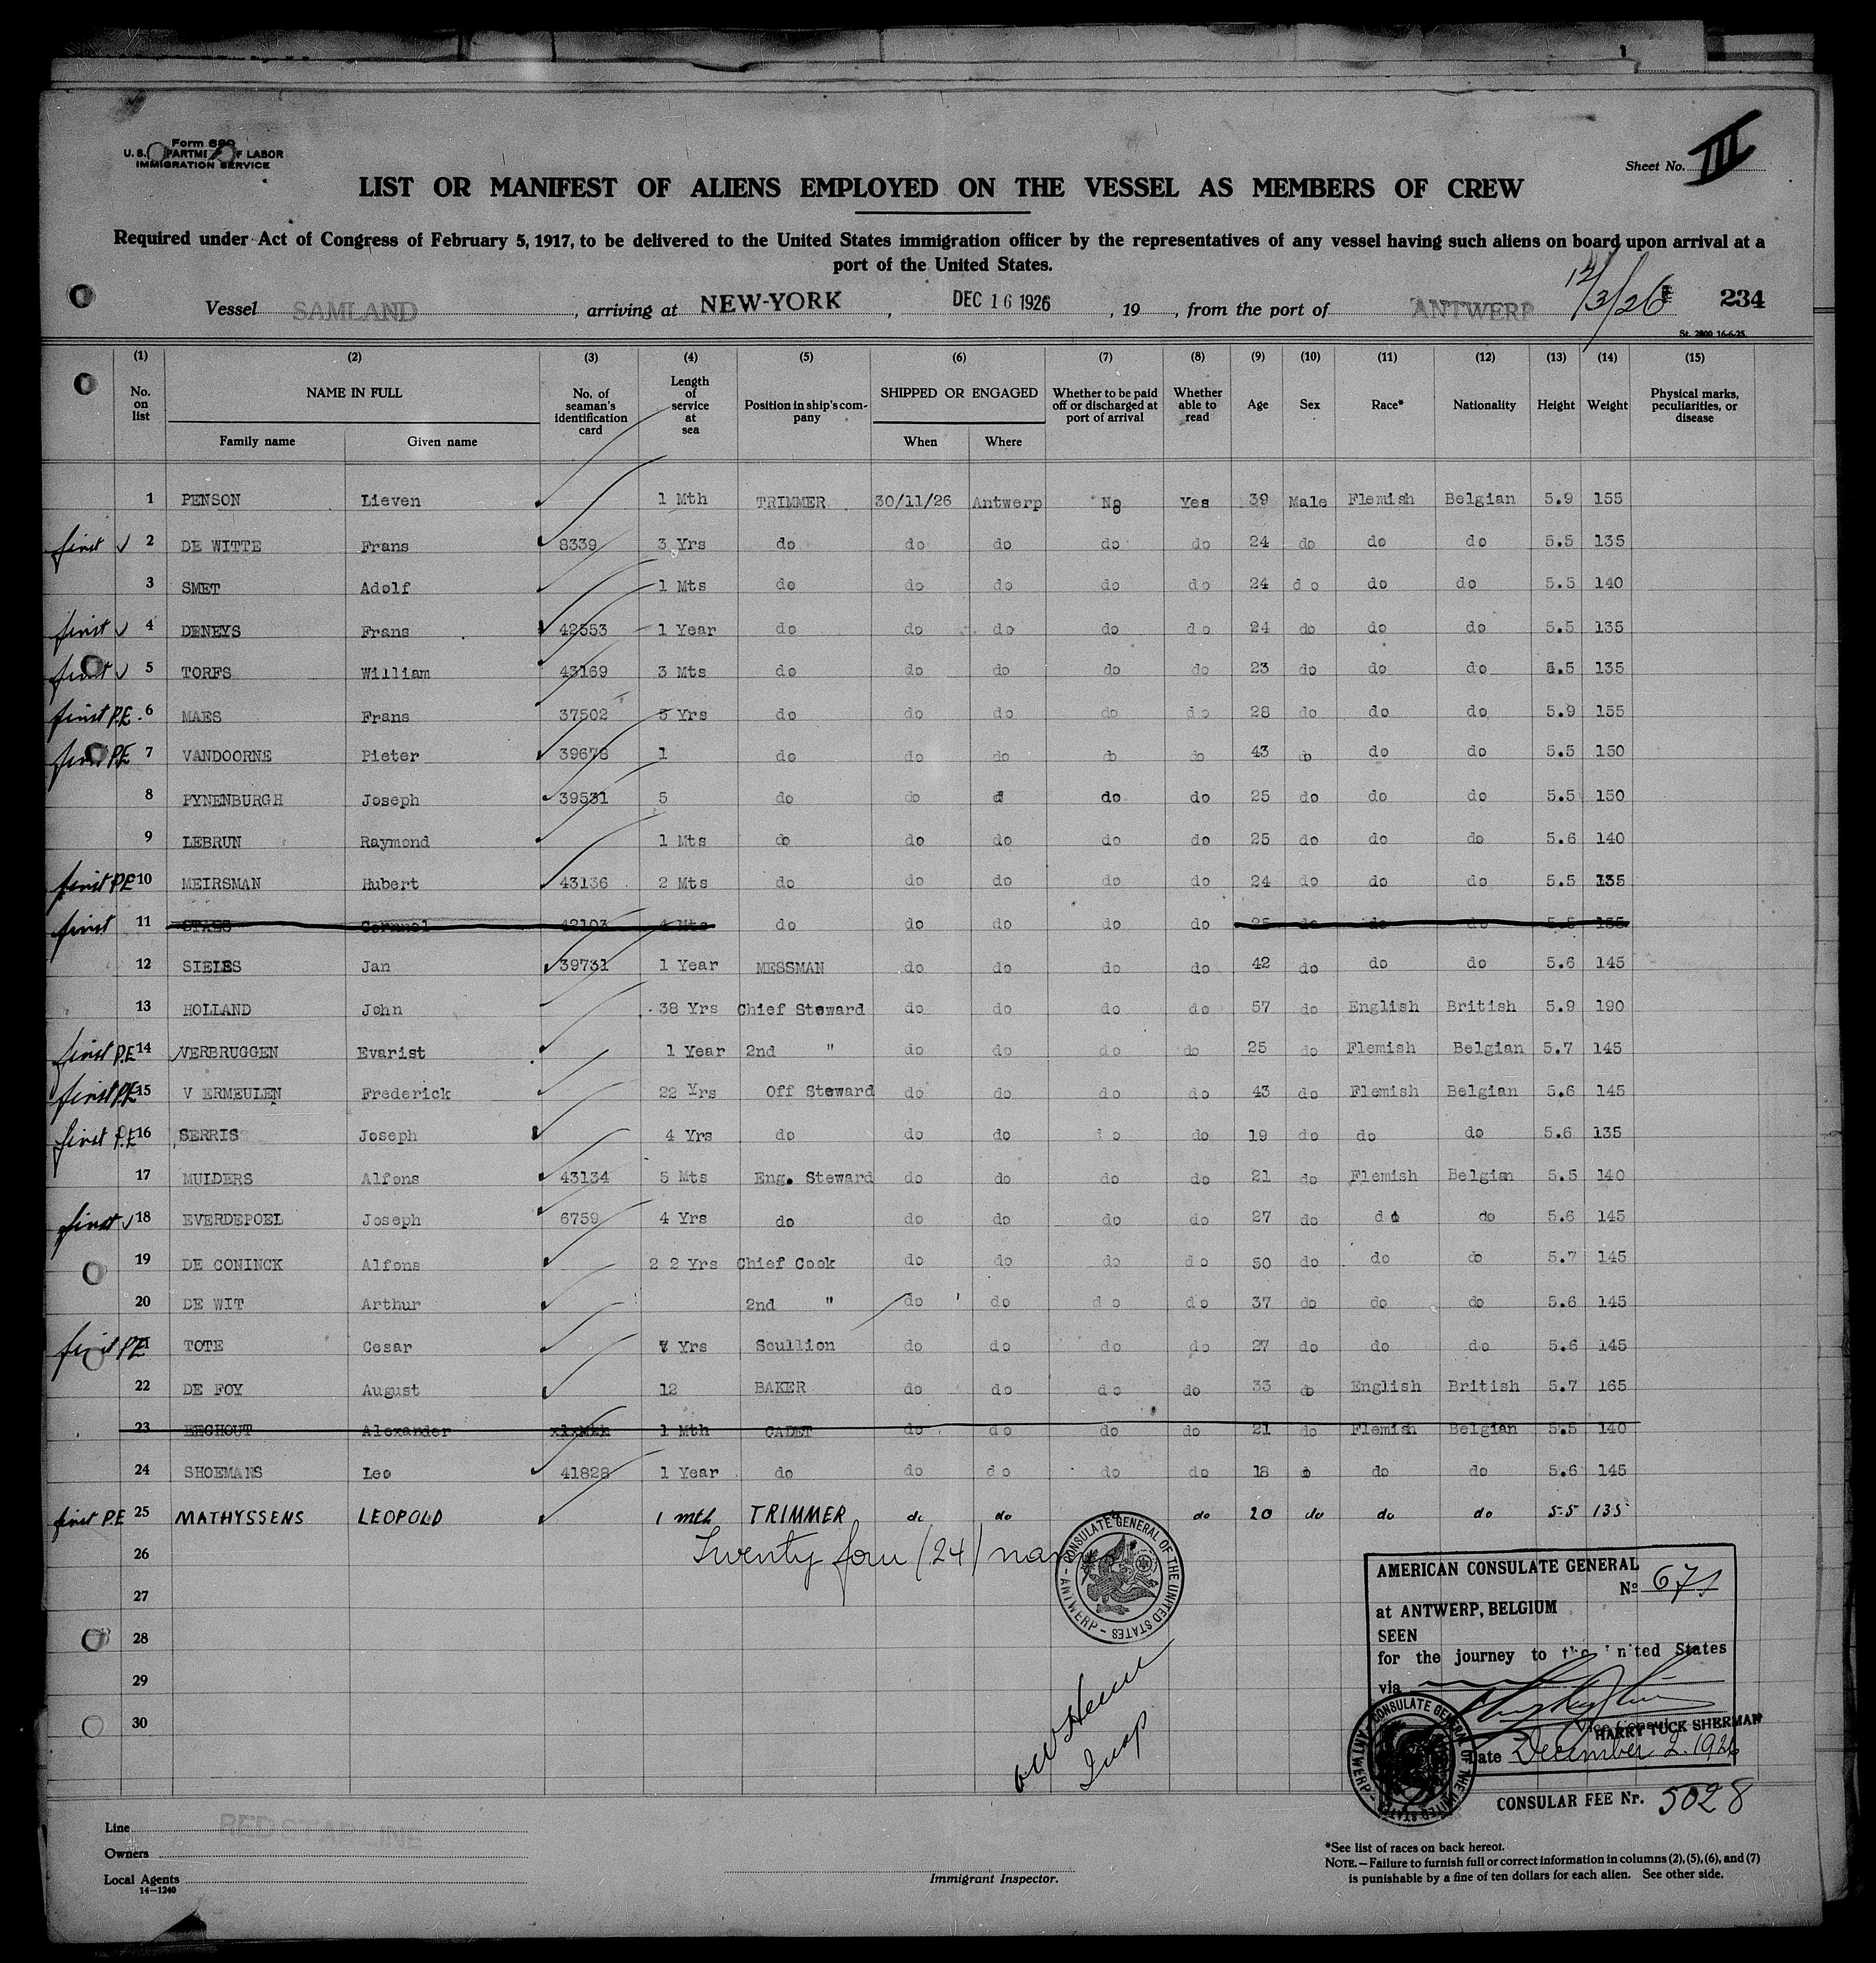 Form 680
U.S. DEPARTMENT OF LABOR
IMMIGRATION SERVICE
Sheet No. III
LIST OR MANIFEST OF ALIENS EMPLOYED ON THE VESSEL AS MEMBERS OF CREW
Required under Act of Congress of February 5, 1917, to be delivered to the United States immigration officer by the representatives of any vessel having such aliens on board upon arrival at a
port of the United States.
12/3/26
Vessel SAMLAND, arriving at NEW-YORK, DEC 16 1926, 19, from the port of ANTWERP 234
St. 2800 16-6-25.
(1) (2) (3) (4) (5) (6) (7) (8) (9) (10) (11) (12) (13) (14) (15)
No. on list NAME IN FULL Family name Given name No. of seaman's identification card Length of service at sea Position in ship's company SHIPPED OR ENGAGED When Where Whether to be paid off or discharged at port of arrival Whether able to read Age Sex Race* Nationality Height Weight Physical marks, peculiarities, or disease
1 PENSON Lieven 1 Mth TRIMMER 30/11/26 Antwerp No Yes 39 Male Flemish Belgian 5.9 155
first 2 DE WITTE Frans 8339 3 Yrs do do do do do 24 do do do 5.5 135
3 SMET Adolf 1 Mts do do do do do 24 do do do 5.5 140
first 4 DENEYS Frans 42553 1 Year do do do do do 24 do do do 5.5 135
first 5 TORFS William 43169 3 Mts do do do do do 23 do do do 5.5 135
first P.E. 6 MAES Frans 37502 5 Yrs do do do do do 28 do do do 5.9 155
first PE 7 VANDOORNE Pieter 39678 1 do do do do do 43 do do do 5.5 150
8 PYNENBURGH Joseph 39531 5 do do d do do 25 do do do 5.5 150
9 LEBRUN Raymond 1 Mts do do do do do 25 do do do 5.6 140
first PE 10 MEIRSMAN Hubert 43136 2 Mts do do do do do 24 do do do 5.5 135
first 11 42103 4 Mts do do do do do 25 do do do 5.5 135
12 SIELES Jan 39731 1 Year MESSMAN do do do do 42 do do do 5.6 145
13 HOLLAND John 38 Yrs Chief Steward do do do do 57 do English British 5.9 190
first P.E 14 VERBRUGGEN Evarist 1 Year 2nd " do do do do 25 do Flemish Belgian 5.7 145
first PE 15 V ERMEULEN Frederick 22 Yrs Off Steward do do do do 43 do Flemish Belgian 5.6 145
first P.E 16 SERRIS Joseph 4 Yrs do do do do do 19 do do do 5.6 135
17 MULDERS Alfons 43134 5 Mts Eng. Steward do do do do 21 do Flemish Belgian 5.5 140
first 18 EVERDEPOEL Joseph 6759 4 Yrs do do do do do 27 do do do 5.6 145
19 DE CONINCK Alfons 2 2 Yrs Chief Cook do do do do 50 do do do 5.7 145
20 DE WIT Arthur 2nd " do do do do 37 do do do 5.6 145
first PE 21 TOTE Cesar 7 Yrs Scullion do do do do 27 do do do 5.6 145
22 DE FOY August 12 BAKER do do do do 33 do English British 5.7 165
23 EEGHOUT Alexander 1 Mth CADET do do do do 21 do Flemish Belgian 5.5 140
24 SHOEMANS Leo 41828 1 Year do do do do do 18 do do do 5.6 145
first P.E 25 MATHYSSENS LEOPOLD 1 mth TRIMMER do do do 20 do do do 5.5 135
26
Twenty four (24) names
27
28
29
30
CONSULATE GENERAL OF THE UNITED STATES - ANTWERP -
Insp
AMERICAN CONSULATE GENERAL
No 671
at ANTWERP, BELGIUM
SEEN
for the journey to the United States
via
Vice Consul
HARRY TUCK SHERMAN
Date December 2. 1926
CONSULATE GENERAL OF THE UNITED STATES ANTWERP
CONSULAR FEE Nr. 5028
Line RED STAR LINE
Owners
Local Agents
14-1240
Immigrant Inspector.
*See list of races on back hereof.
NOTE.—Failure to furnish full or correct information in columns (2), (5), (6), and (7)
is punishable by a fine of ten dollars for each alien. See other side.